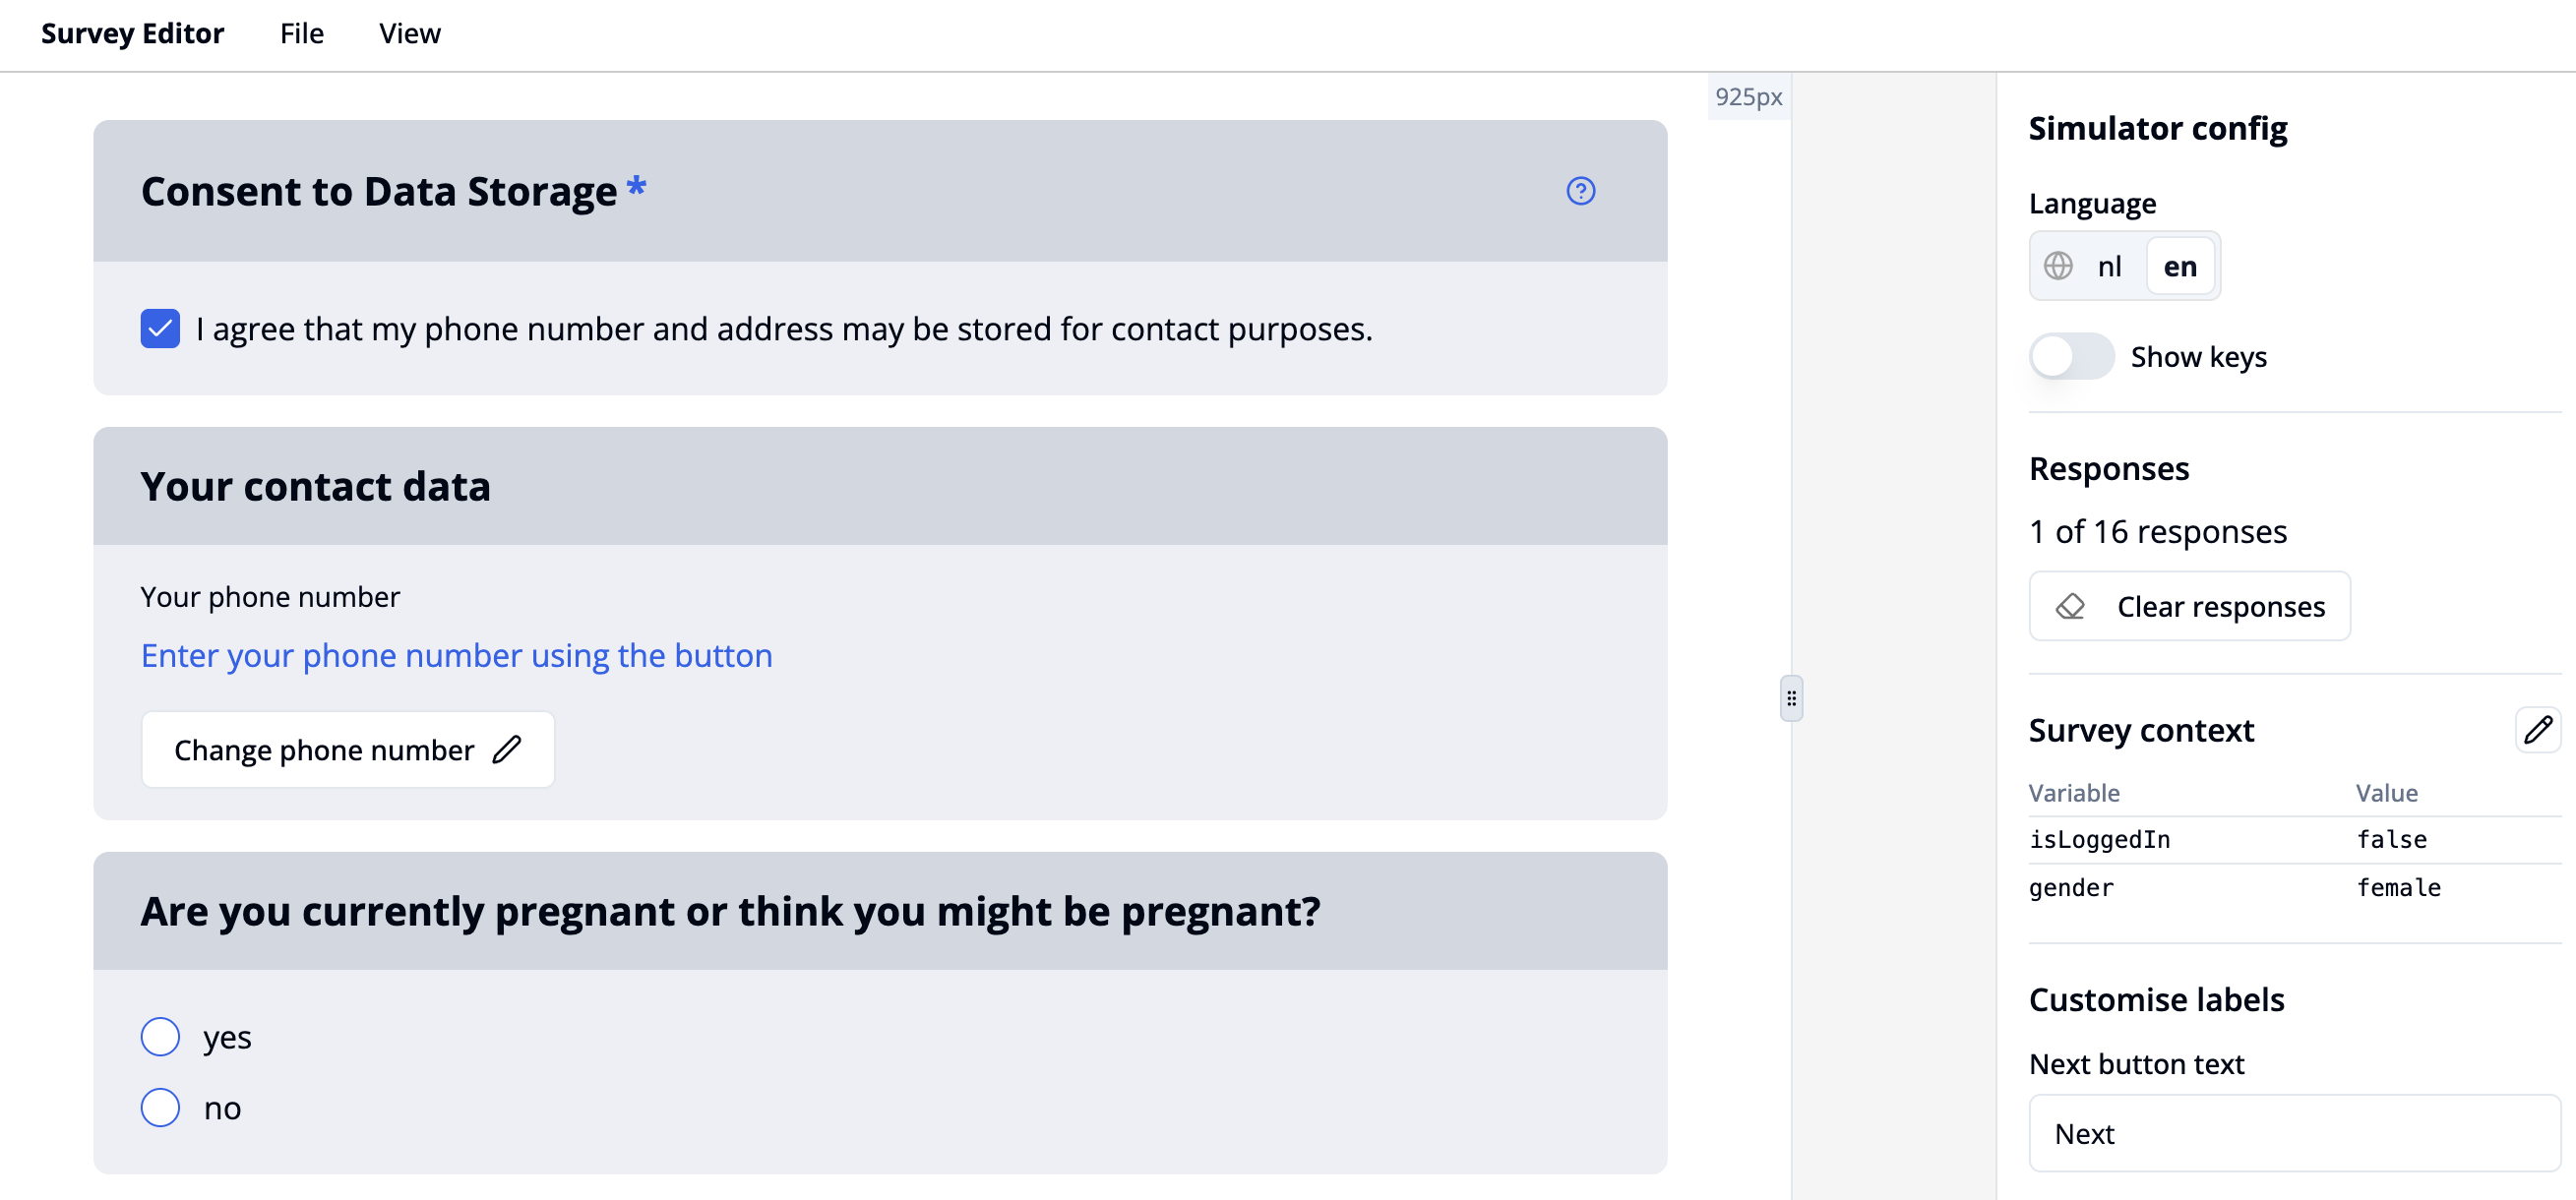 Survey Editor File View
925px
Consent to Data Storage *
I agree that my phone number and address may be stored for contact purposes.
Your contact data
Your phone number
Enter your phone number using the button
Change phone number
Are you currently pregnant or think you might be pregnant?
yes
no
Simulator config
Language
nl en
Show keys
Responses
1 of 16 responses
Clear responses
Survey context
Variable Value
isLoggedIn false
gender female
Customise labels
Next button text
Next